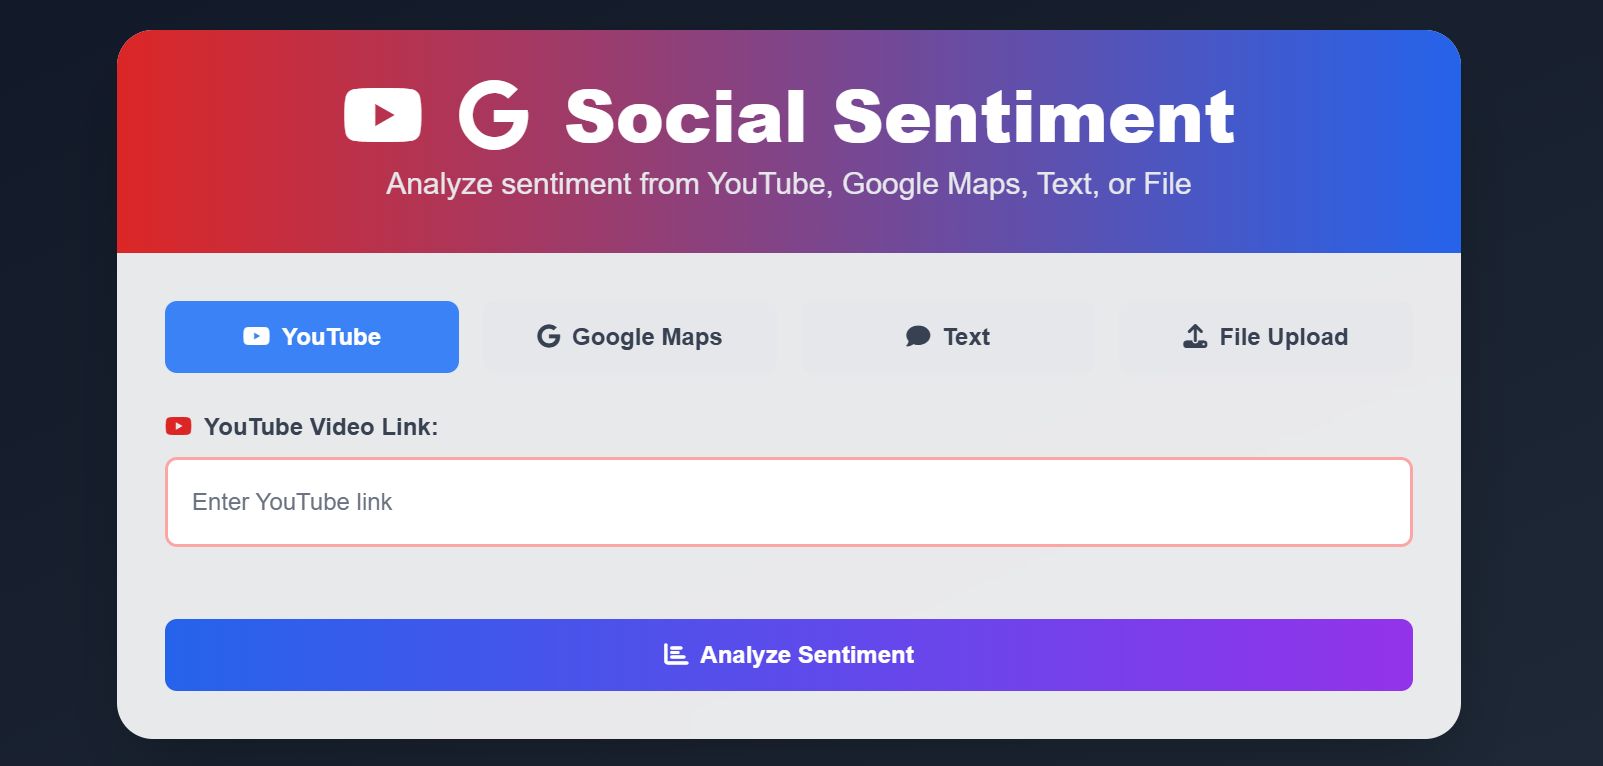 Social Sentiment
Analyze sentiment from YouTube, Google Maps, Text, or File
YouTube
Google Maps
Text
File Upload
YouTube Video Link:
Enter YouTube link
Analyze Sentiment